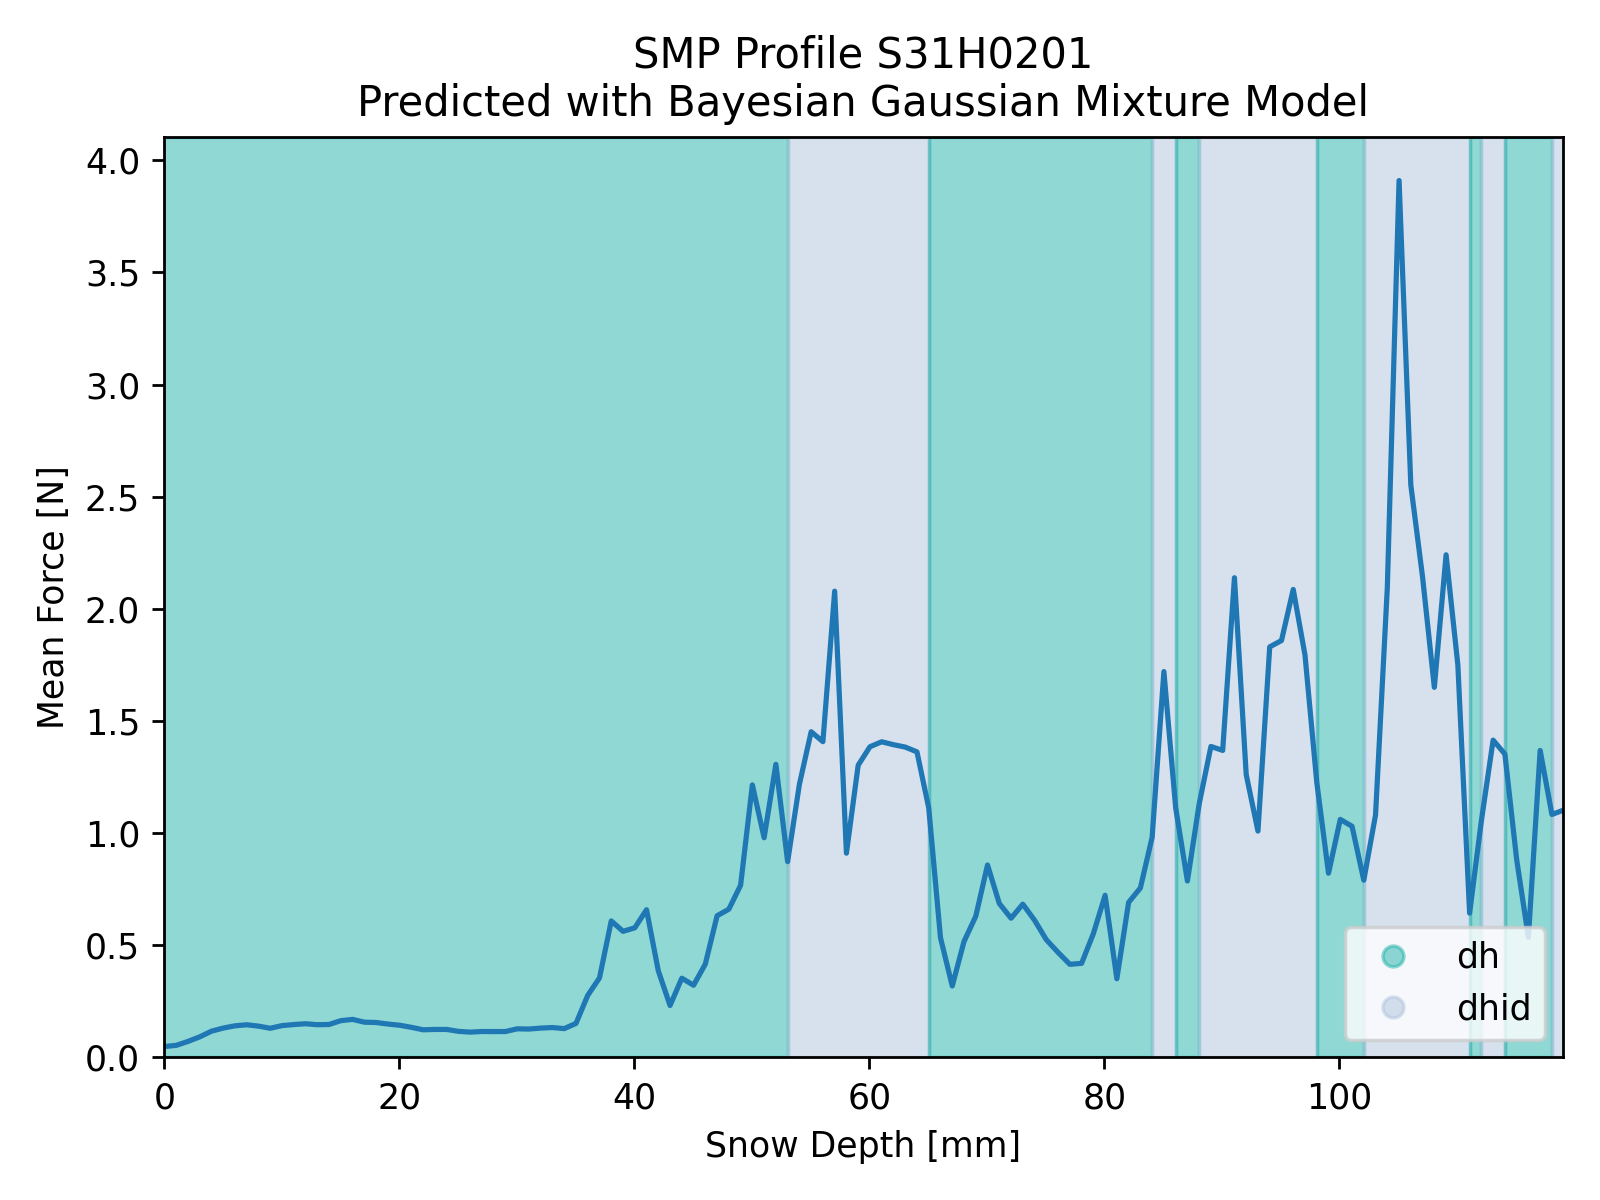 SMP Profile S31H0201
Predicted with Bayesian Gaussian Mixture Model
4.0
3.5
3.0
2.5
2.0
1.5
1.0
0.5
0.0
Mean Force [N]
dh
dhid
0 20 40 60 80 100
Snow Depth [mm]